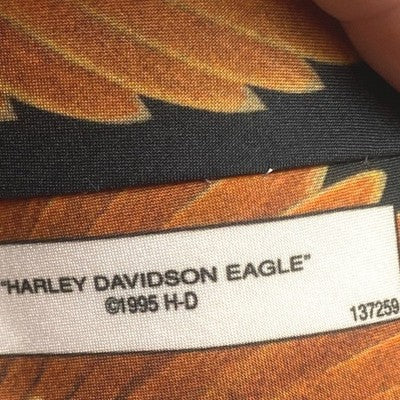 "HARLEY DAVIDSON EAGLE"
©1995 H-D
137259